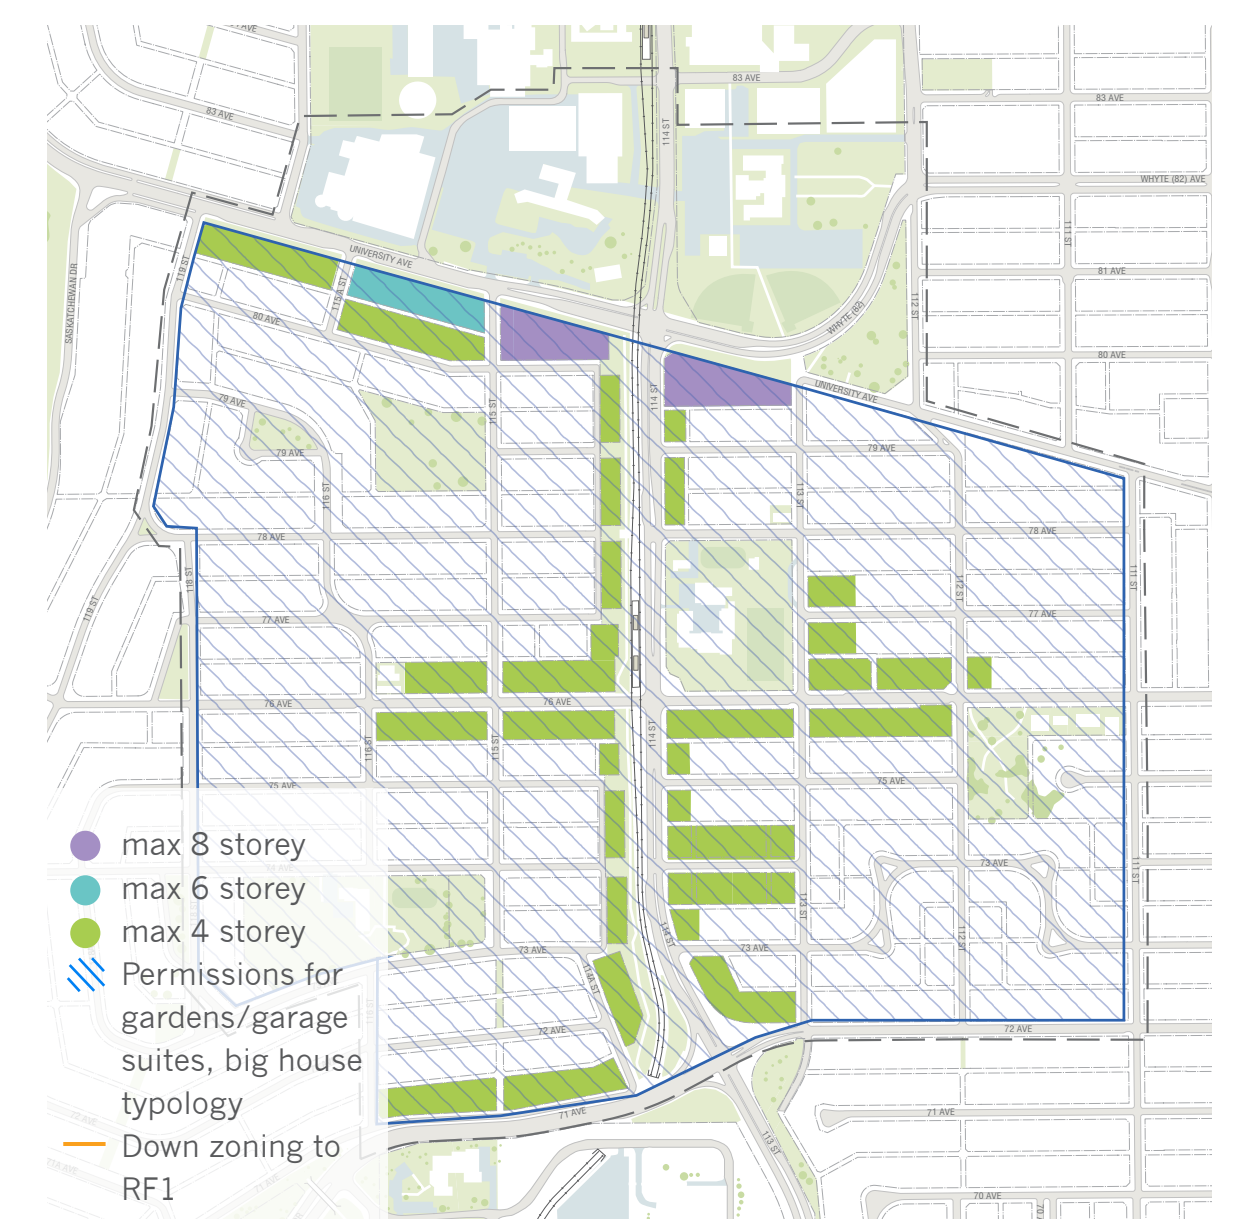 83 AVE
83 AVE
114 ST
83 AVE
WHYTE (82) AVE
111 ST
UNIVERSITY AVE
119 ST
81 AVE
SASKATCHEWAN DR
115A ST
112 ST
80 AVE
WHYTE (82)
80 AVE
114 ST
UNIVERSITY AVE
79 AVE
115 ST
79 AVE
79 AVE
116 ST
113 ST
78 AVE
78 AVE
118 ST
112 ST
111 ST
119 ST
77 AVE
77 AVE
76 AVE
76 AVE
114 ST
116 ST
115 ST
75 AVE
75 AVE
73 AVE
111 ST
113 ST
114 ST
112 ST
73 AVE
73 AVE
114A ST
72 AVE
72 AVE
71 AVE
71 AVE
113 ST
70 AVE
max 8 storey
max 6 storey
max 4 storey
Permissions for
gardens/garage
suites, big house
typology
Down zoning to
RF1